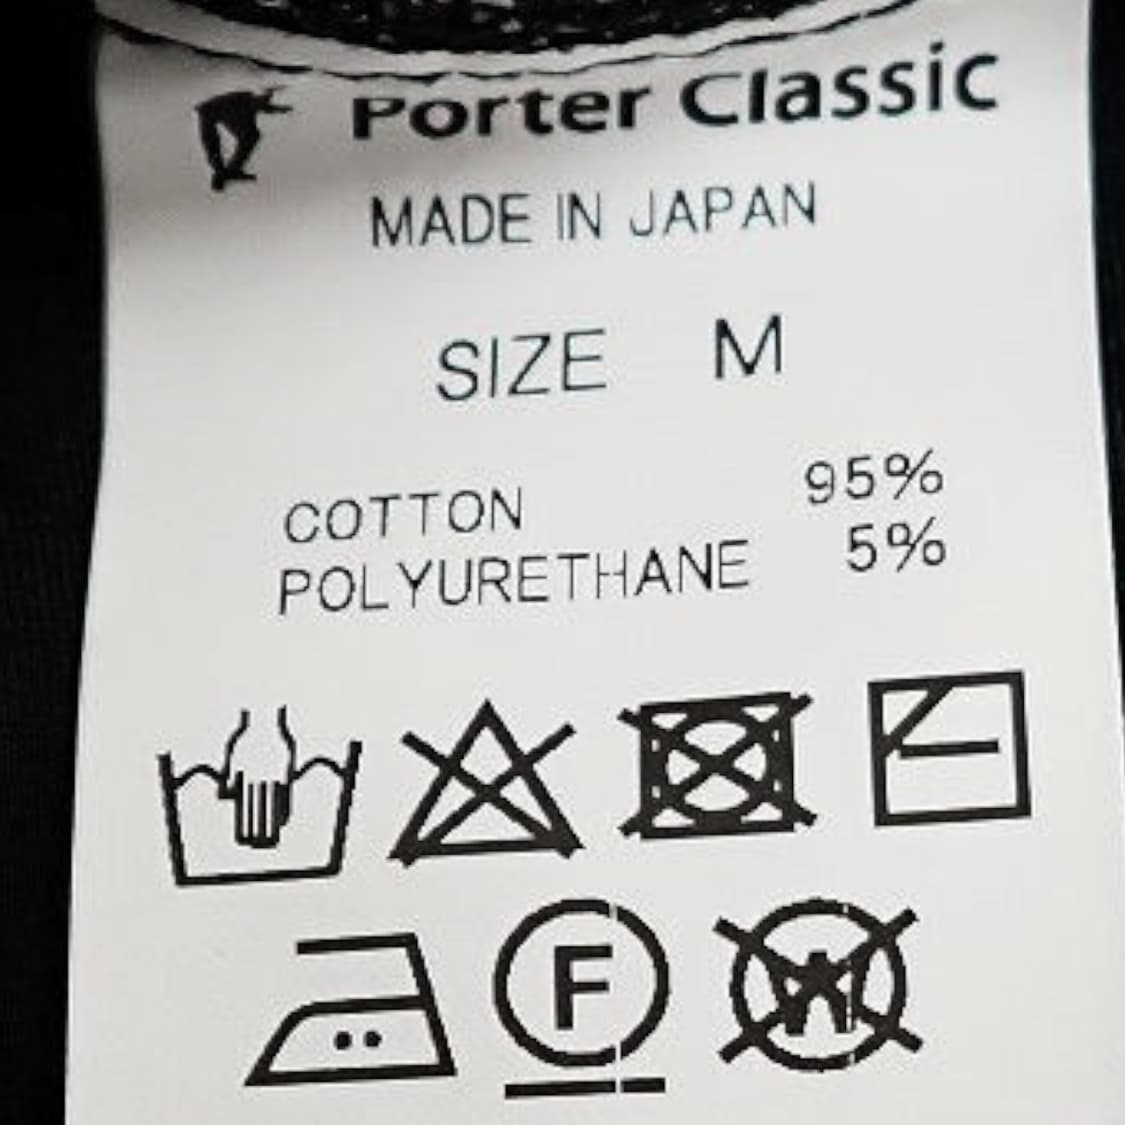 Porter Classic
MADE IN JAPAN
SIZE M
COTTON 95%
POLYURETHANE 5%
F
W